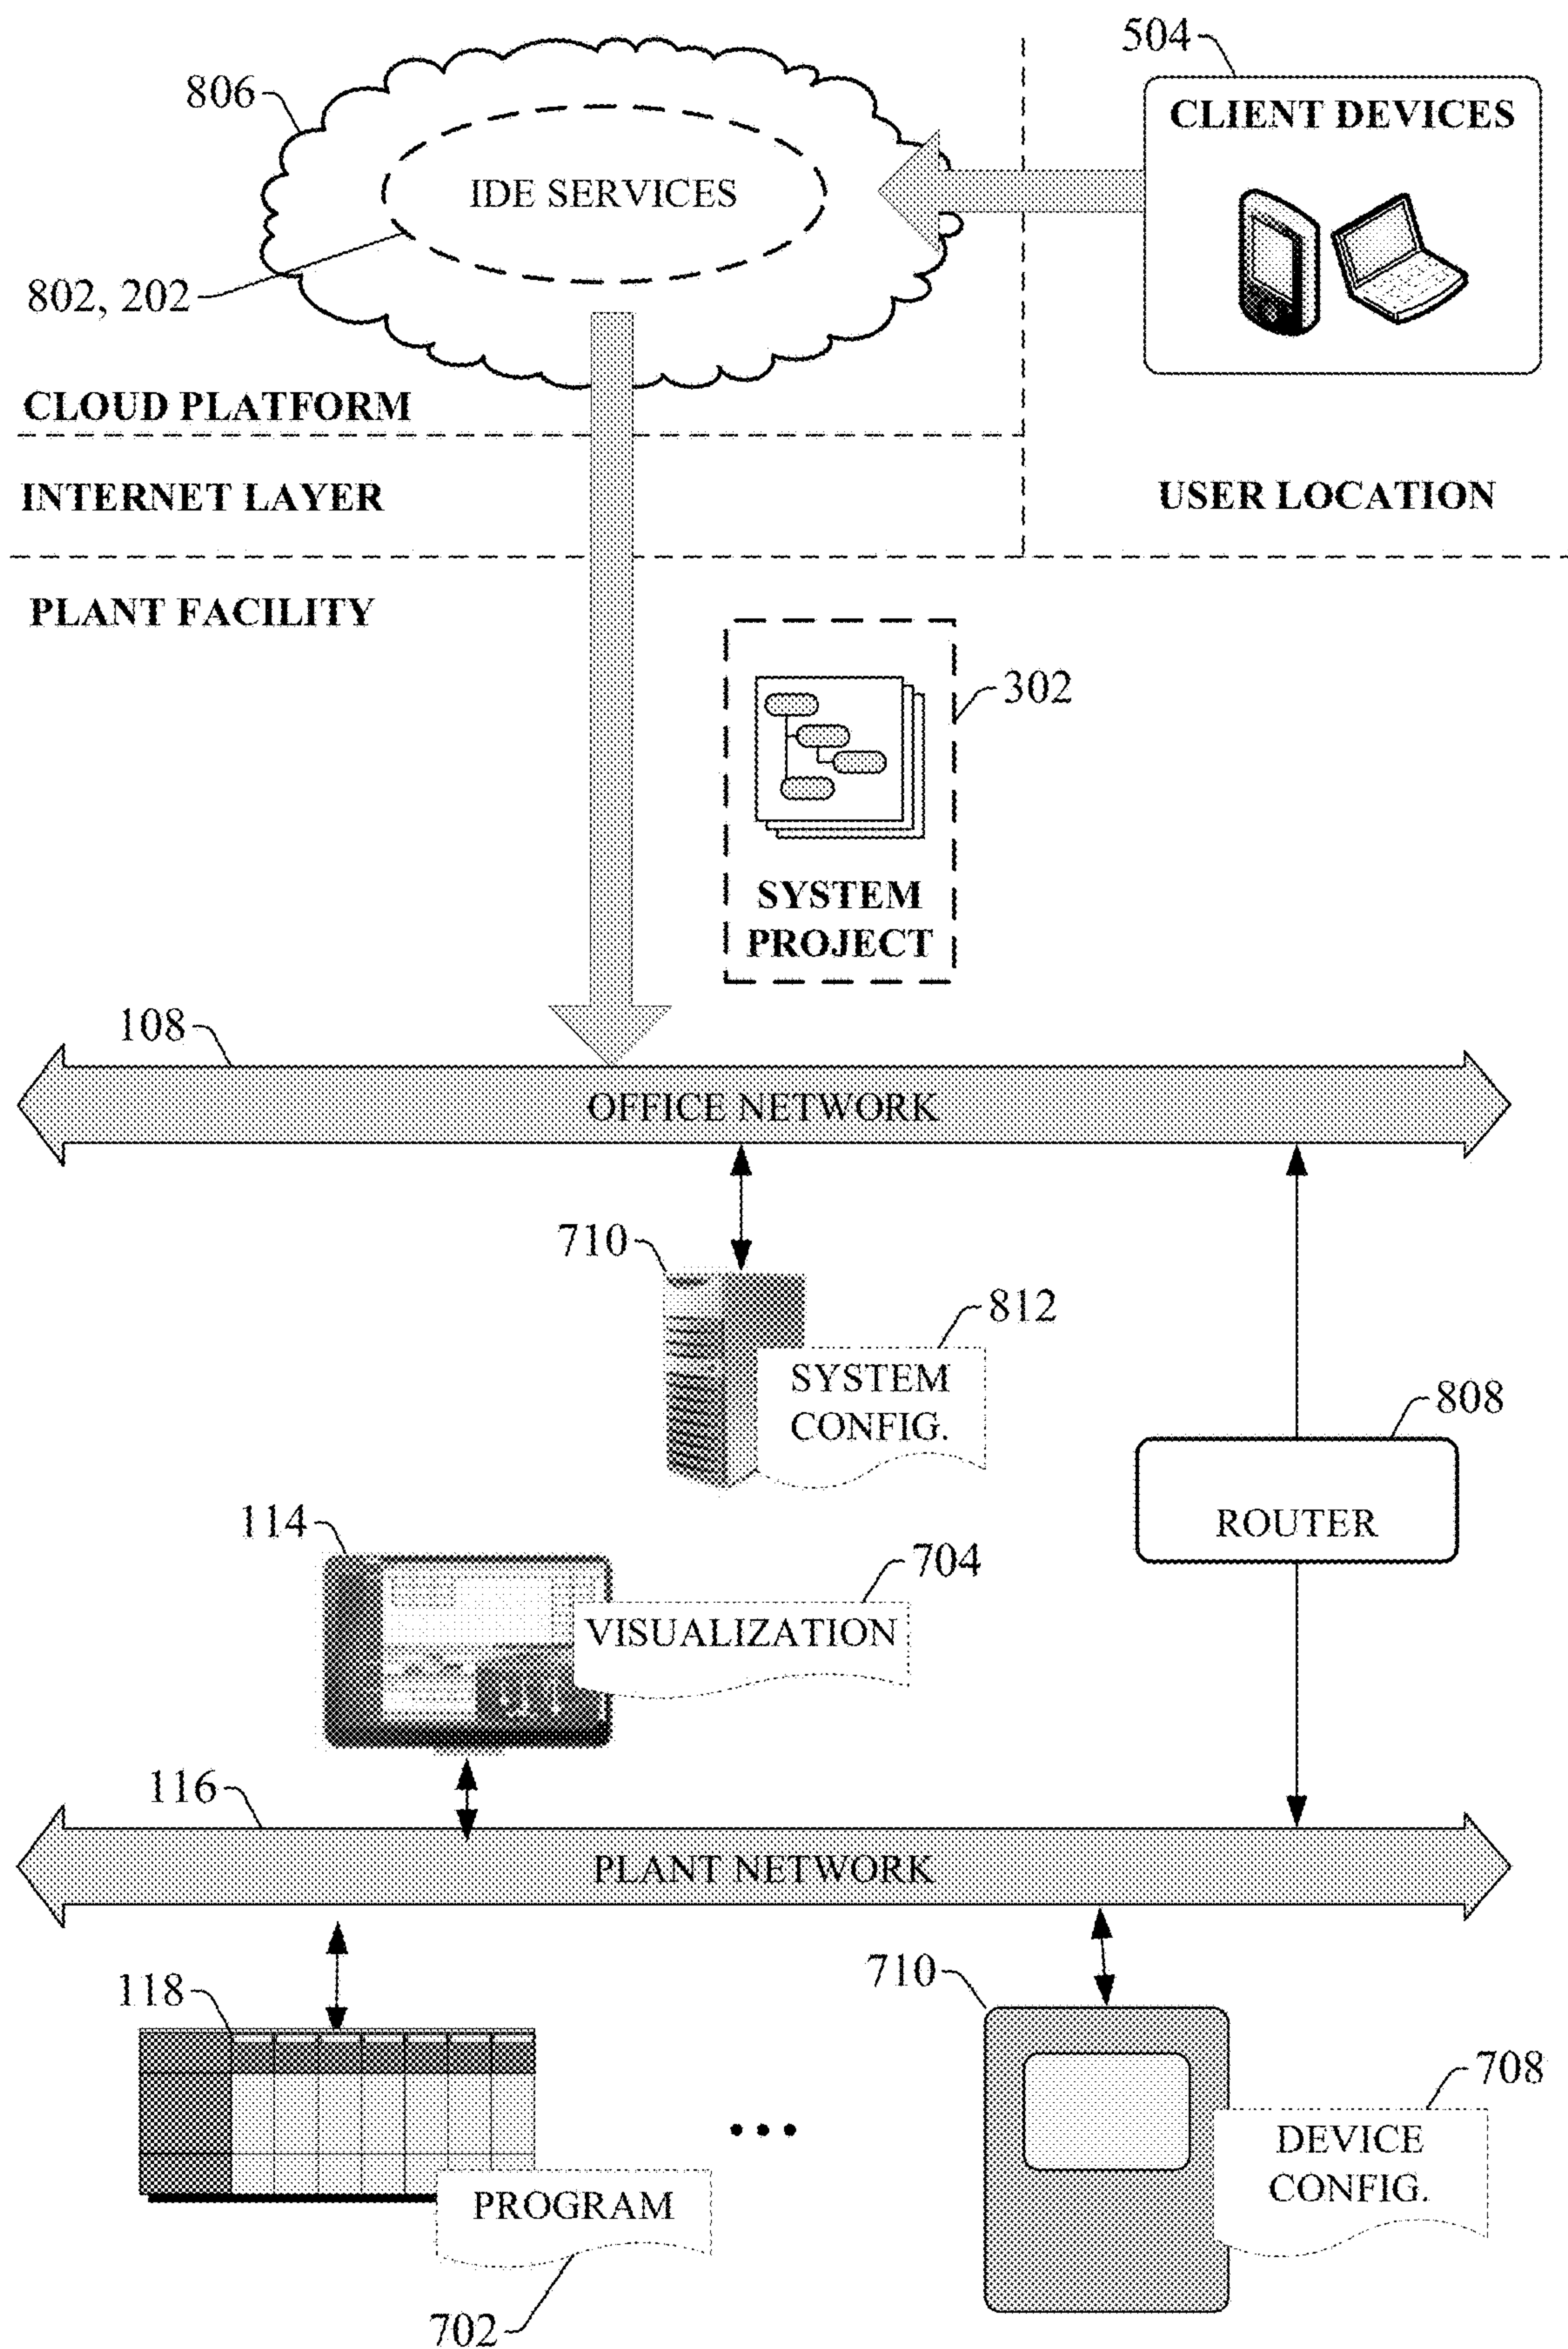 504
CLIENT DEVICES
806
IDE SERVICES
802, 202
CLOUD PLATFORM
INTERNET LAYER
USER LOCATION
PLANT FACILITY
302
SYSTEM
PROJECT
108
OFFICE NETWORK
710
812
SYSTEM
CONFIG.
808
ROUTER
114
704
VISUALIZATION
116
PLANT NETWORK
118
710
708
DEVICE
CONFIG.
PROGRAM
702